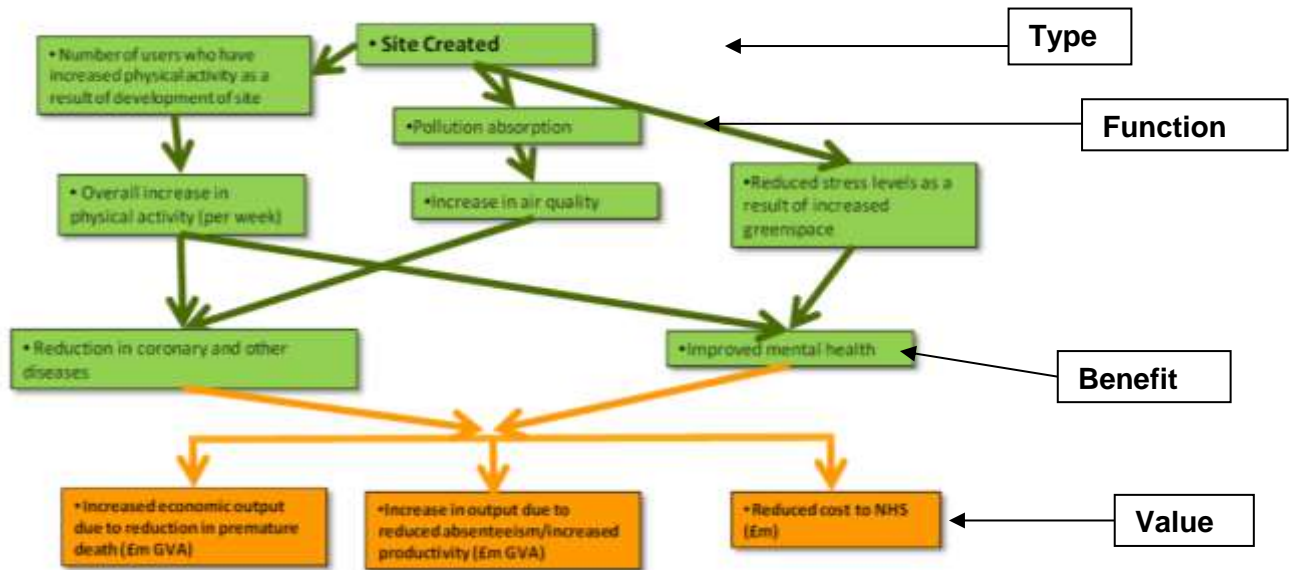 • Site Created
Type
• Number of users who have
increased physical activity as a
result of development of site
•Pollution absorption
Function
• Overall increase in
physical activity (per week)
•Increase in air quality
•Reduced stress levels as a
result of increased
greenspace
• Reduction in coronary and other
diseases
•Improved mental health
Benefit
•Increased economic output
due to reduction in premature
death (£m GVA)
•Increase in output due to
reduced absenteeism/increased
productivity (£m GVA)
•Reduced cost to NHS
(£m)
Value